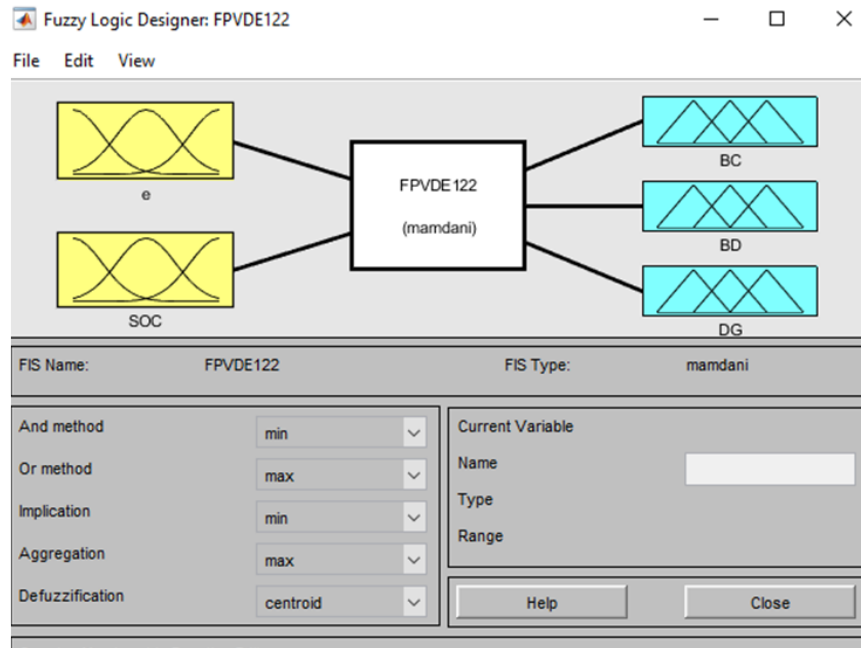 Fuzzy Logic Designer: FPVDE122
File Edit View
e
SOC
FPVDE122
(mamdani)
BC
BD
DG
FIS Name: FPVDE122 FIS Type: mamdani
And method min
Or method max
Implication min
Aggregation max
Defuzzification centroid
Current Variable
Name
Type
Range
Help Close